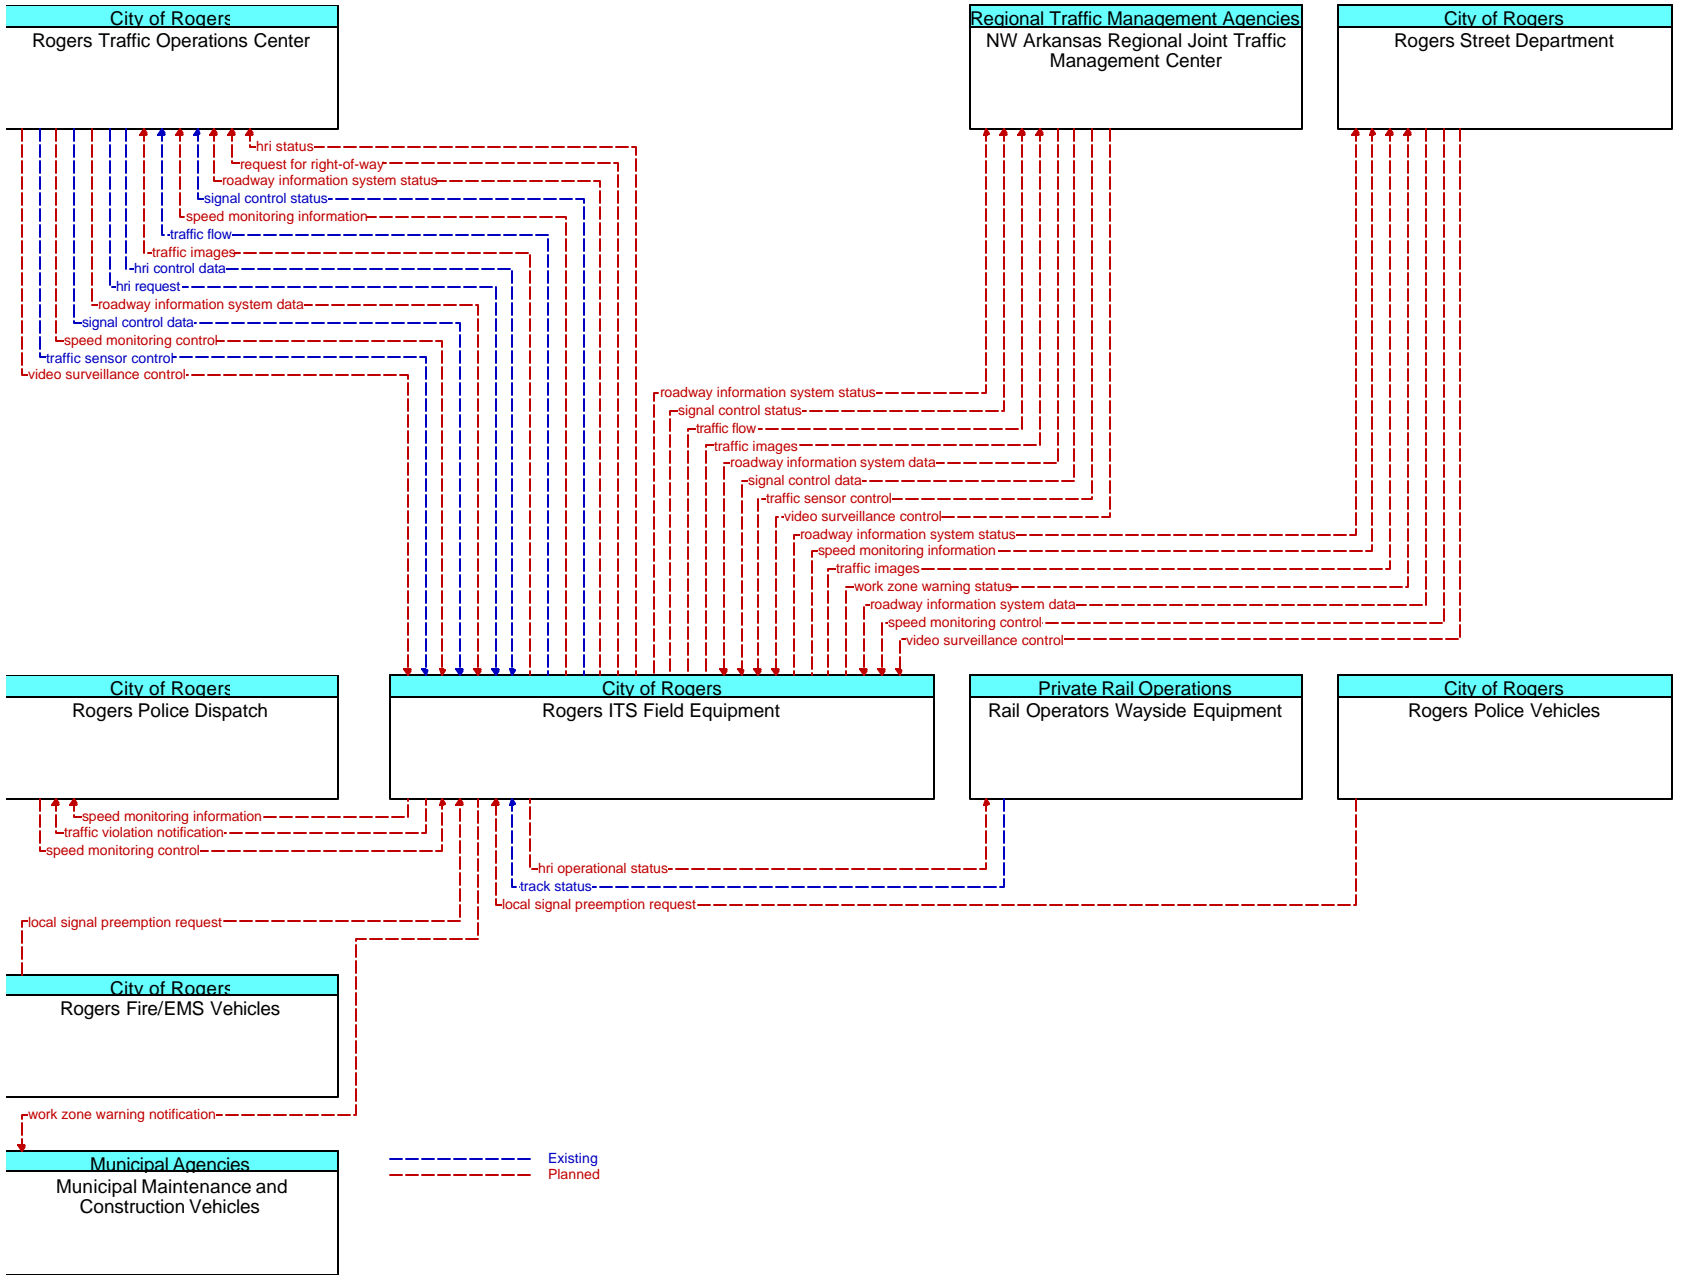 City of Rogers
Rogers Traffic Operations Center
Regional Traffic Management Agencies
NW Arkansas Regional Joint Traffic
Management Center
City of Rogers
Rogers Street Department
hri status
request for right-of-way
roadway information system status
signal control status
speed monitoring information
traffic flow
traffic images
hri control data
hri request
roadway information system data
signal control data
speed monitoring control
traffic sensor control
video surveillance control
roadway information system status
signal control status
traffic flow
traffic images
roadway information system data
signal control data
traffic sensor control
video surveillance control
roadway information system status
speed monitoring information
traffic images
work zone warning status
roadway information system data
speed monitoring control
video surveillance control
City of Rogers
Rogers Police Dispatch
City of Rogers
Rogers ITS Field Equipment
Private Rail Operations
Rail Operators Wayside Equipment
City of Rogers
Rogers Police Vehicles
speed monitoring information
traffic violation notification
speed monitoring control
hri operational status
track status
local signal preemption request
local signal preemption request
City of Rogers
Rogers Fire/EMS Vehicles
work zone warning notification
Municipal Agencies
Municipal Maintenance and
Construction Vehicles
Existing
Planned